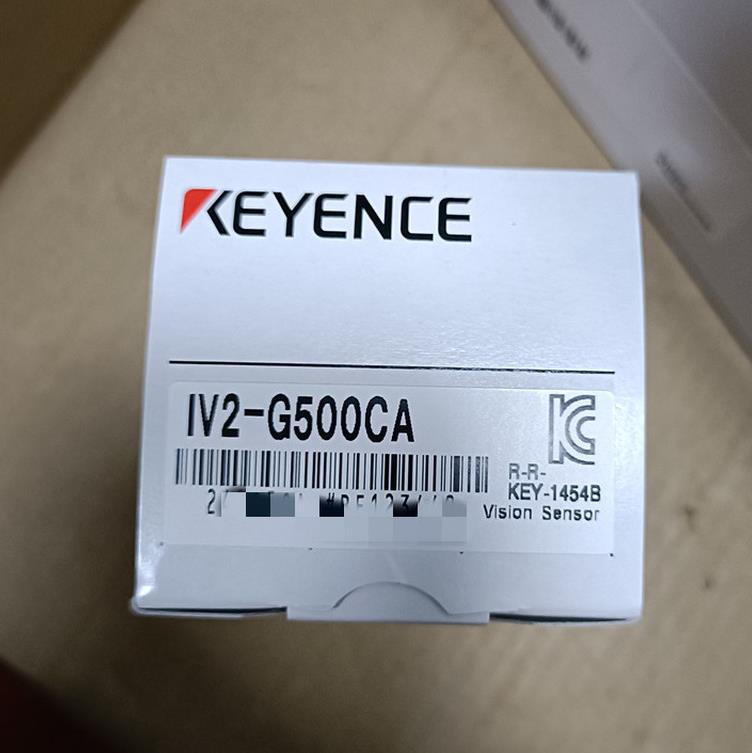 KEYENCE
IV2-G500CA
R-R-
KEY-1454B
Vision Sensor